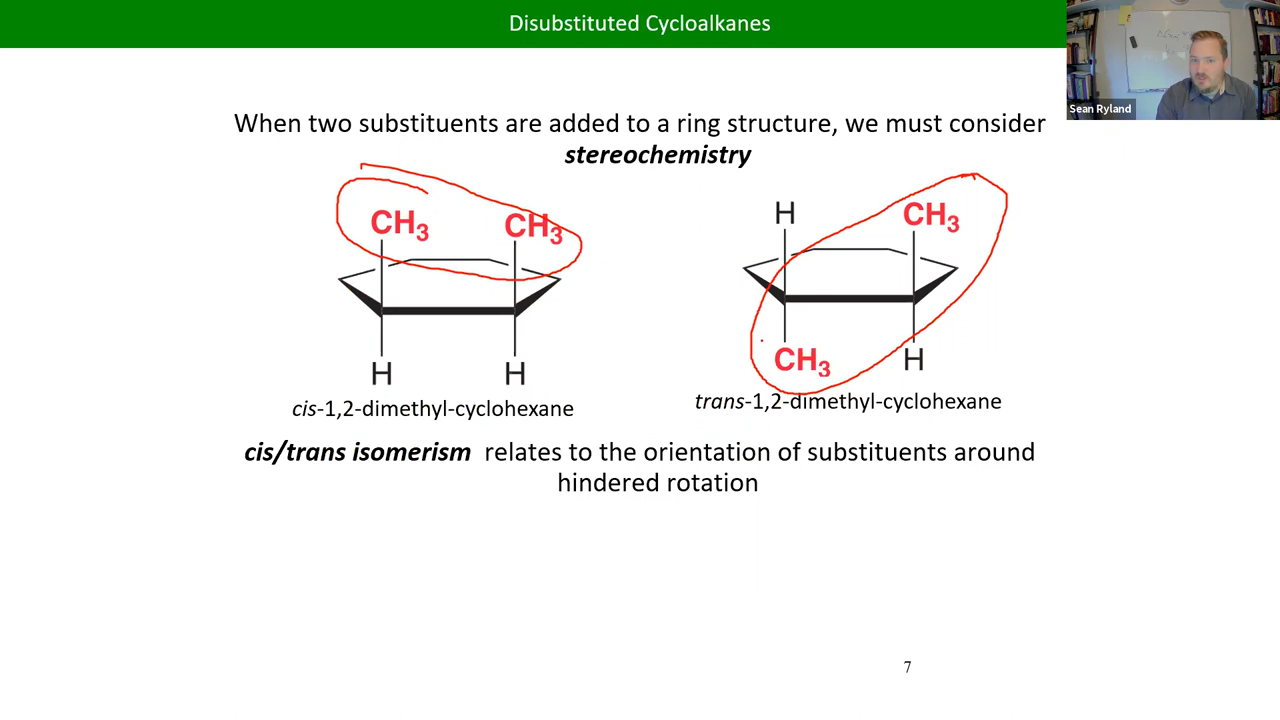 Disubstituted Cycloalkanes
Sean Ryland
When two substituents are added to a ring structure, we must consider
stereochemistry
CH3 CH3
H CH3
H H
CH3 H
cis-1,2-dimethyl-cyclohexane
trans-1,2-dimethyl-cyclohexane
cis/trans isomerism relates to the orientation of substituents around
hindered rotation
7